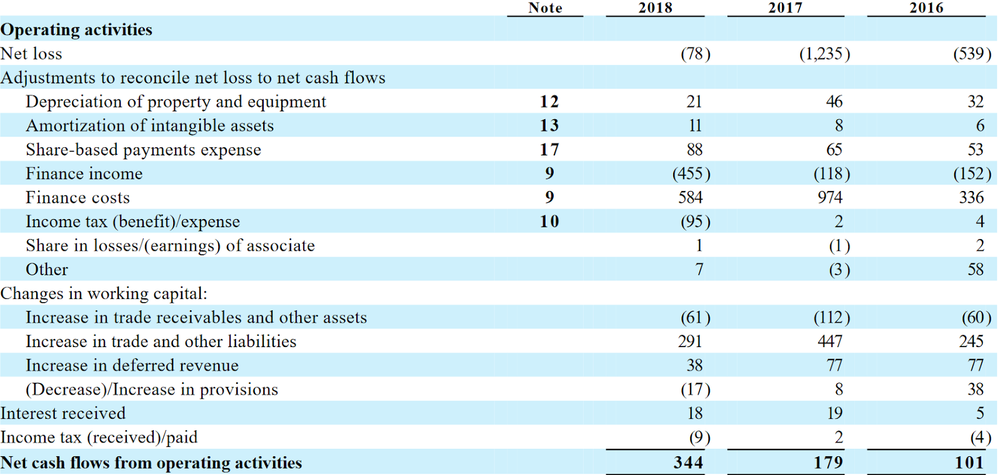 Note 2018 2017 2016
Operating activities
Net loss (78) (1,235) (539)
Adjustments to reconcile net loss to net cash flows
Depreciation of property and equipment 12 21 46 32
Amortization of intangible assets 13 11 8 6
Share-based payments expense 17 88 65 53
Finance income 9 (455) (118) (152)
Finance costs 9 584 974 336
Income tax (benefit)/expense 10 (95) 2 4
Share in losses/(earnings) of associate 1 (1) 2
Other 7 (3) 58
Changes in working capital:
Increase in trade receivables and other assets (61) (112) (60)
Increase in trade and other liabilities 291 447 245
Increase in deferred revenue 38 77 77
(Decrease)/Increase in provisions (17) 8 38
Interest received 18 19 5
Income tax (received)/paid (9) 2 (4)
Net cash flows from operating activities 344 179 101